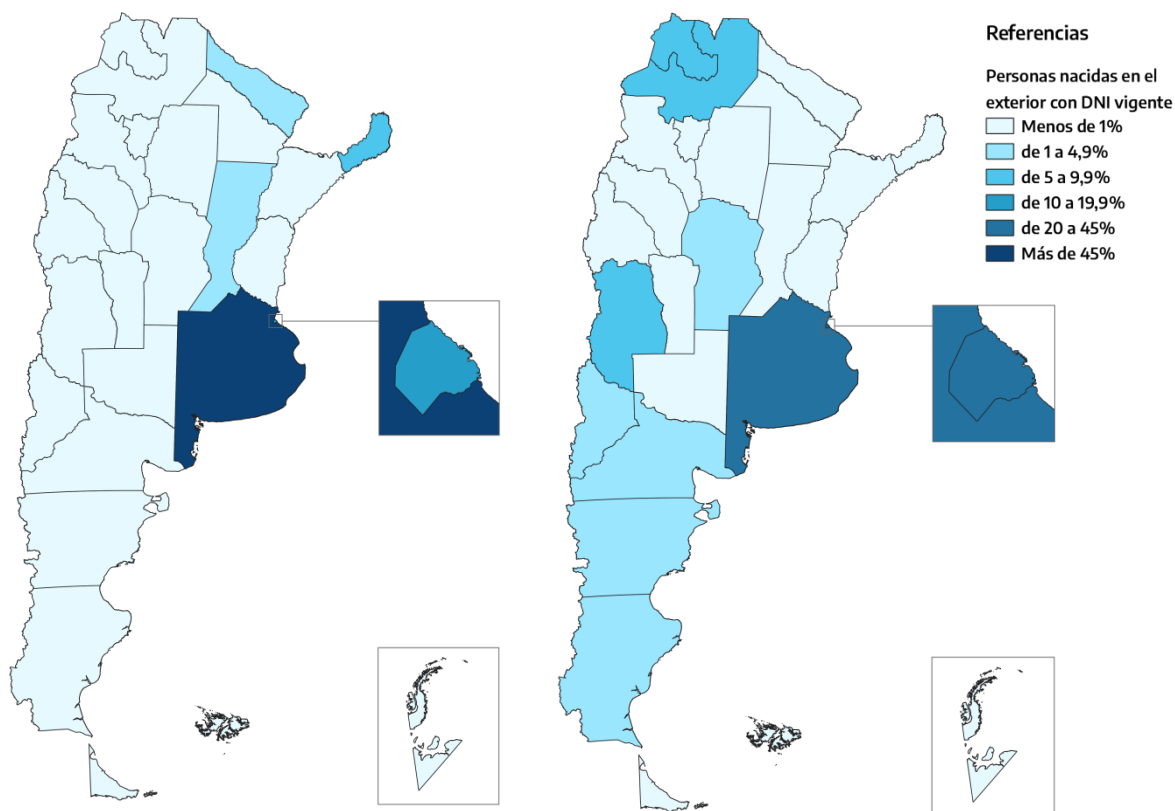 Referencias
Personas nacidas en el
exterior con DNI vigente
Menos de 1%
de 1 a 4,9%
de 5 a 9,9%
de 10 a 19,9%
de 20 a 45%
Más de 45%